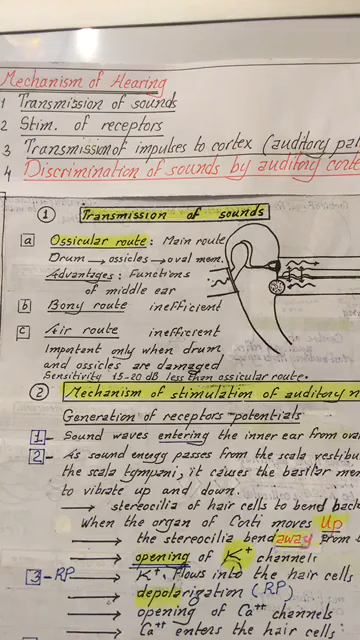 Mechanism of Hearing
1 Transmission of sounds
2 Stim. of receptors
3 Transmission of impulses to cortex (auditory
4 Discrimination of sounds by auditory
1 Transmission of sounds
a Ossicular route: Main route
Drum → ossicles → oval mem.
Advantages: Functions
of middle ear
b Bony route inefficient
c Air route inefficient
Important only when drum
and ossicles are damaged
Sensitivity 15-20 dB less than ossicular route.
2 Mechanism of stimulation of auditory
Generation of receptors-potentials
1- Sound waves entering the inner ear from
2- As sound energy passes from the scala
the scala tympani, it causes the basilar
to vibrate up and down.
→ stereocilia of hair cells to bend
When the organ of Corti moves Up
→ the stereocilia bend away from
→ opening of K+ channels
3- RP → K+ flows into the hair cells
→ depolarization (RP)
→ opening of Ca++ channels
→ Ca++ enters the hair cells